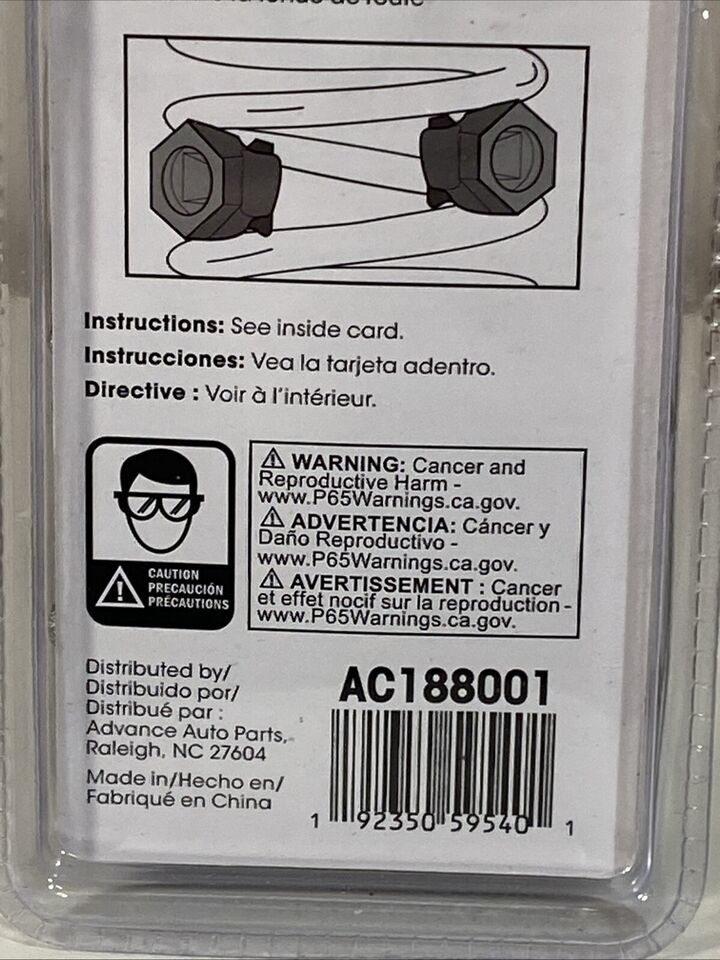 Instructions: See inside card.
Instrucciones: Vea la tarjeta adentro.
Directive : Voir à l'intérieur.
CAUTION
PRECAUCIÓN
PRÉCAUTIONS
⚠ WARNING: Cancer and
Reproductive Harm -
www.P65Warnings.ca.gov.
⚠ ADVERTENCIA: Cáncer y
Daño Reproductivo -
www.P65Warnings.ca.gov.
⚠ AVERTISSEMENT : Cancer
et effet nocif sur la reproduction -
www.P65Warnings.ca.gov.
Distributed by/
Distribuido por/
Distribué par :
Advance Auto Parts,
Raleigh, NC 27604
Made in/Hecho en/
Fabriqué en China
AC188001
1 92350 59540 1